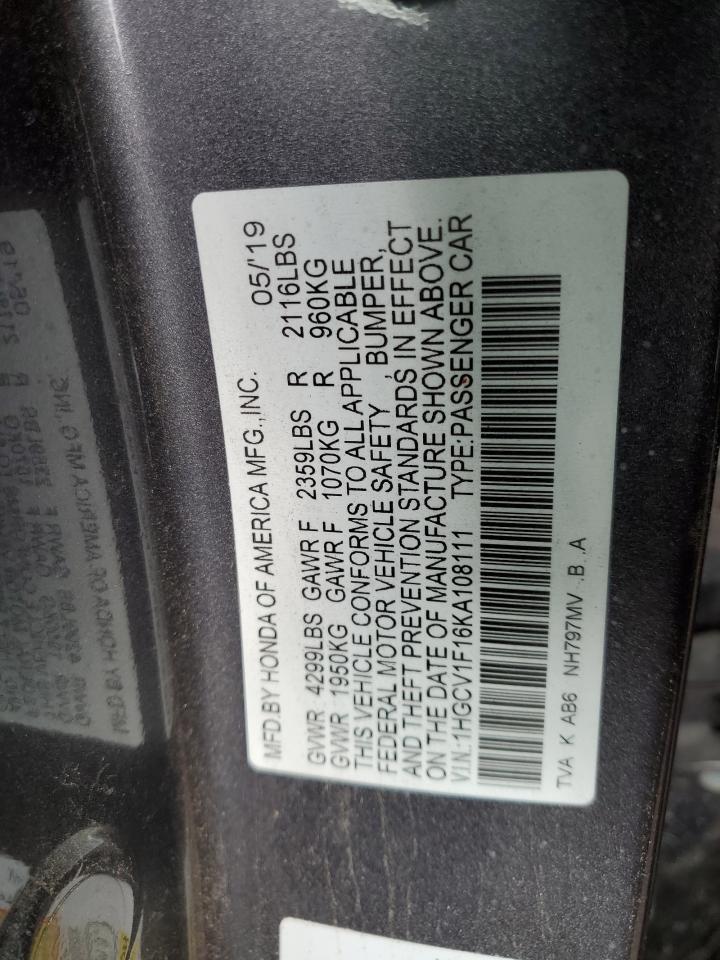 MFD.BY HONDA OF AMERICA MFG.,INC. 05/'19
GVWR 4299LBS GAWR F 2359LBS R 2116LBS
GVWR 1950KG GAWR F 1070KG R 960KG
THIS VEHICLE CONFORMS TO ALL APPLICABLE
FEDERAL MOTOR VEHICLE SAFETY , BUMPER,
AND THEFT PREVENTION STANDARDS IN EFFECT
ON THE DATE OF MANUFACTURE SHOWN ABOVE.
V.I.N.:1HGCV1F16KA108111 TYPE:PASSENGER CAR
TVA K AB6 NH797MV .B .A